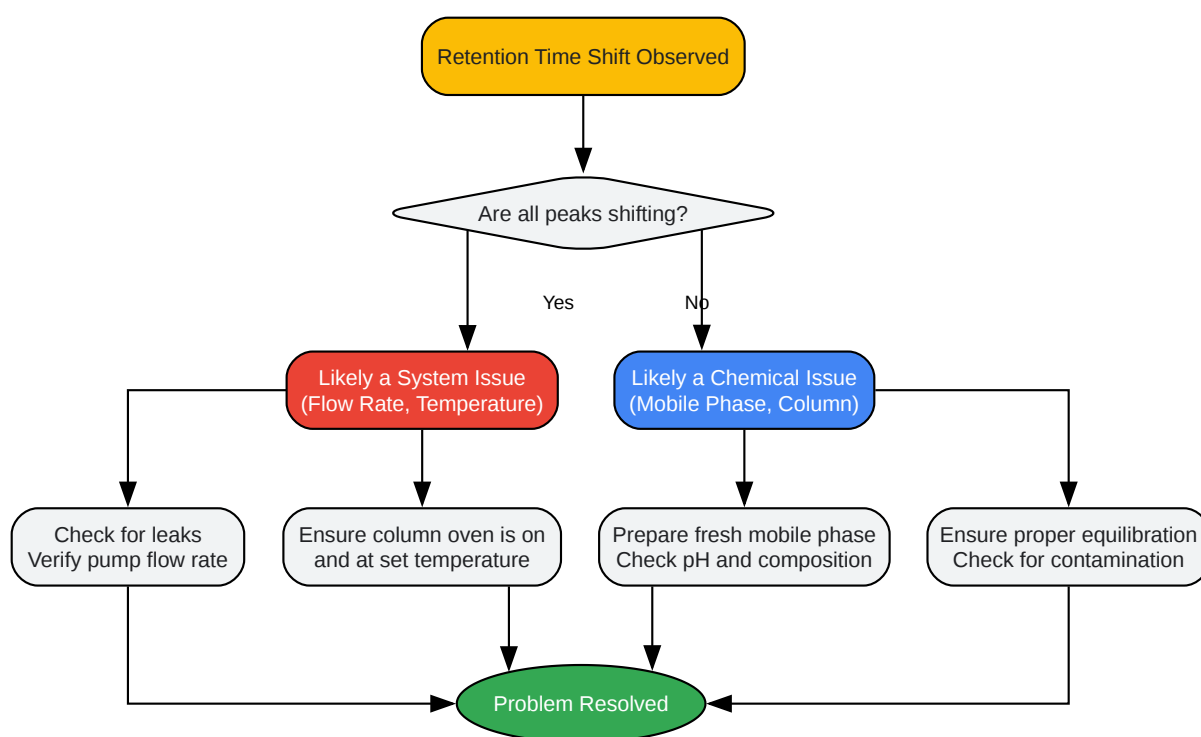 Retention Time Shift Observed
Are all peaks shifting?
Yes
No
Likely a System Issue
(Flow Rate, Temperature)
Likely a Chemical Issue
(Mobile Phase, Column)
Check for leaks
Verify pump flow rate
Ensure column oven is on
and at set temperature
Prepare fresh mobile phase
Check pH and composition
Ensure proper equilibration
Check for contamination
Problem Resolved